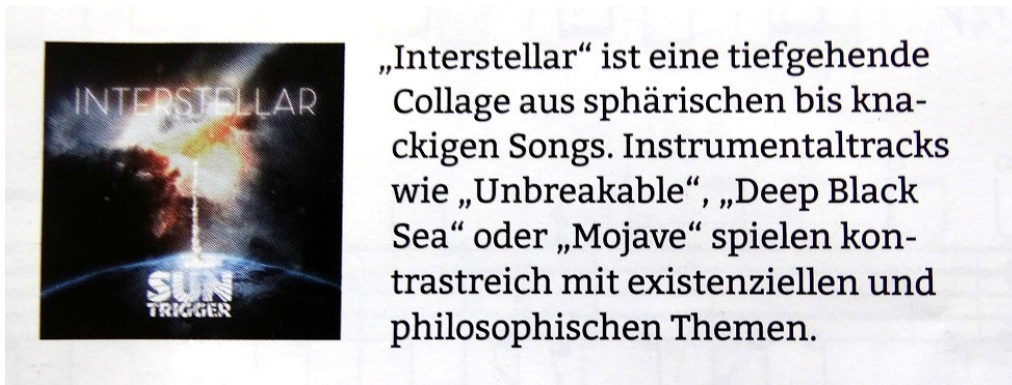 INTERSTELLAR
SUN
TRIGGER
„Interstellar“ ist eine tiefgehende
Collage aus sphärischen bis kna-
ckigen Songs. Instrumentaltracks
wie „Unbreakable“, „Deep Black
Sea“ oder „Mojave“ spielen kon-
trastreich mit existenziellen und
philosophischen Themen.